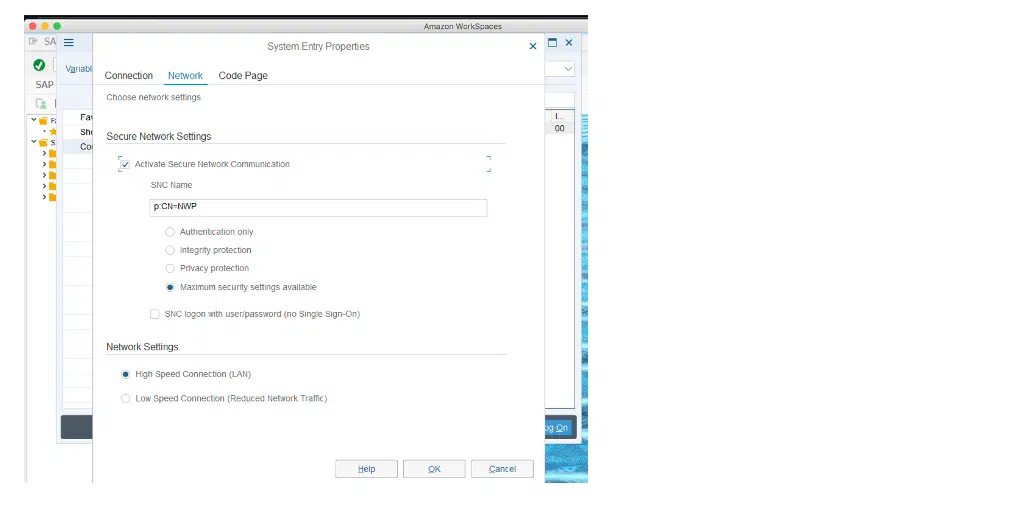 Amazon WorkSpaces
SA
System Entry Properties
Variabl
Connection Network Code Page
SAP
Choose network settings
Fav
I...
00
Secure Network Settings
Activate Secure Network Communication
SNC Name
p:CN=NWP
Authentication only
Integrity protection
Privacy protection
Maximum security settings available
SNC logon with user/password (no Single Sign-On)
Network Settings
High Speed Connection (LAN)
Low Speed Connection (Reduced Network Traffic)
og On
Help OK Cancel